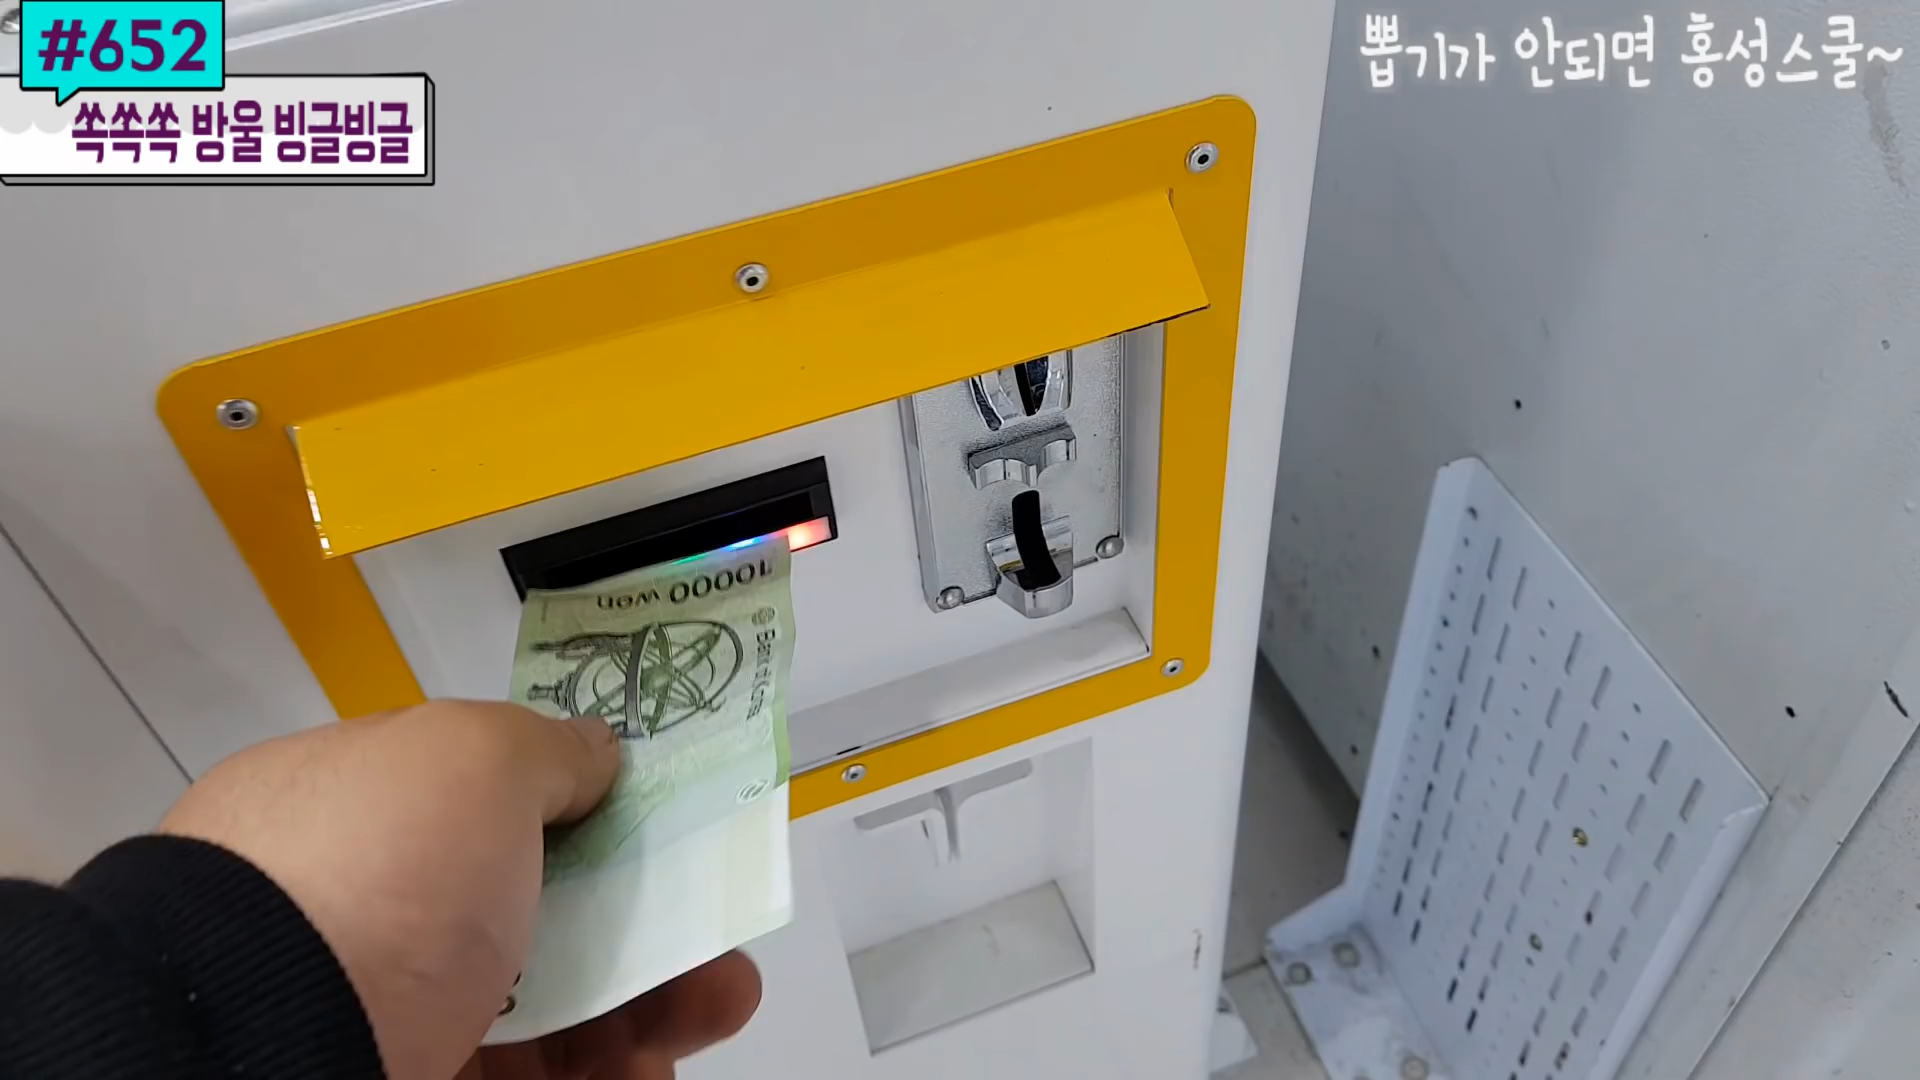 #652
쏙쏙쏙 방울 빙글빙글
뽑기가 안되면 홍성스쿨~
10000 won
Bank of Korea